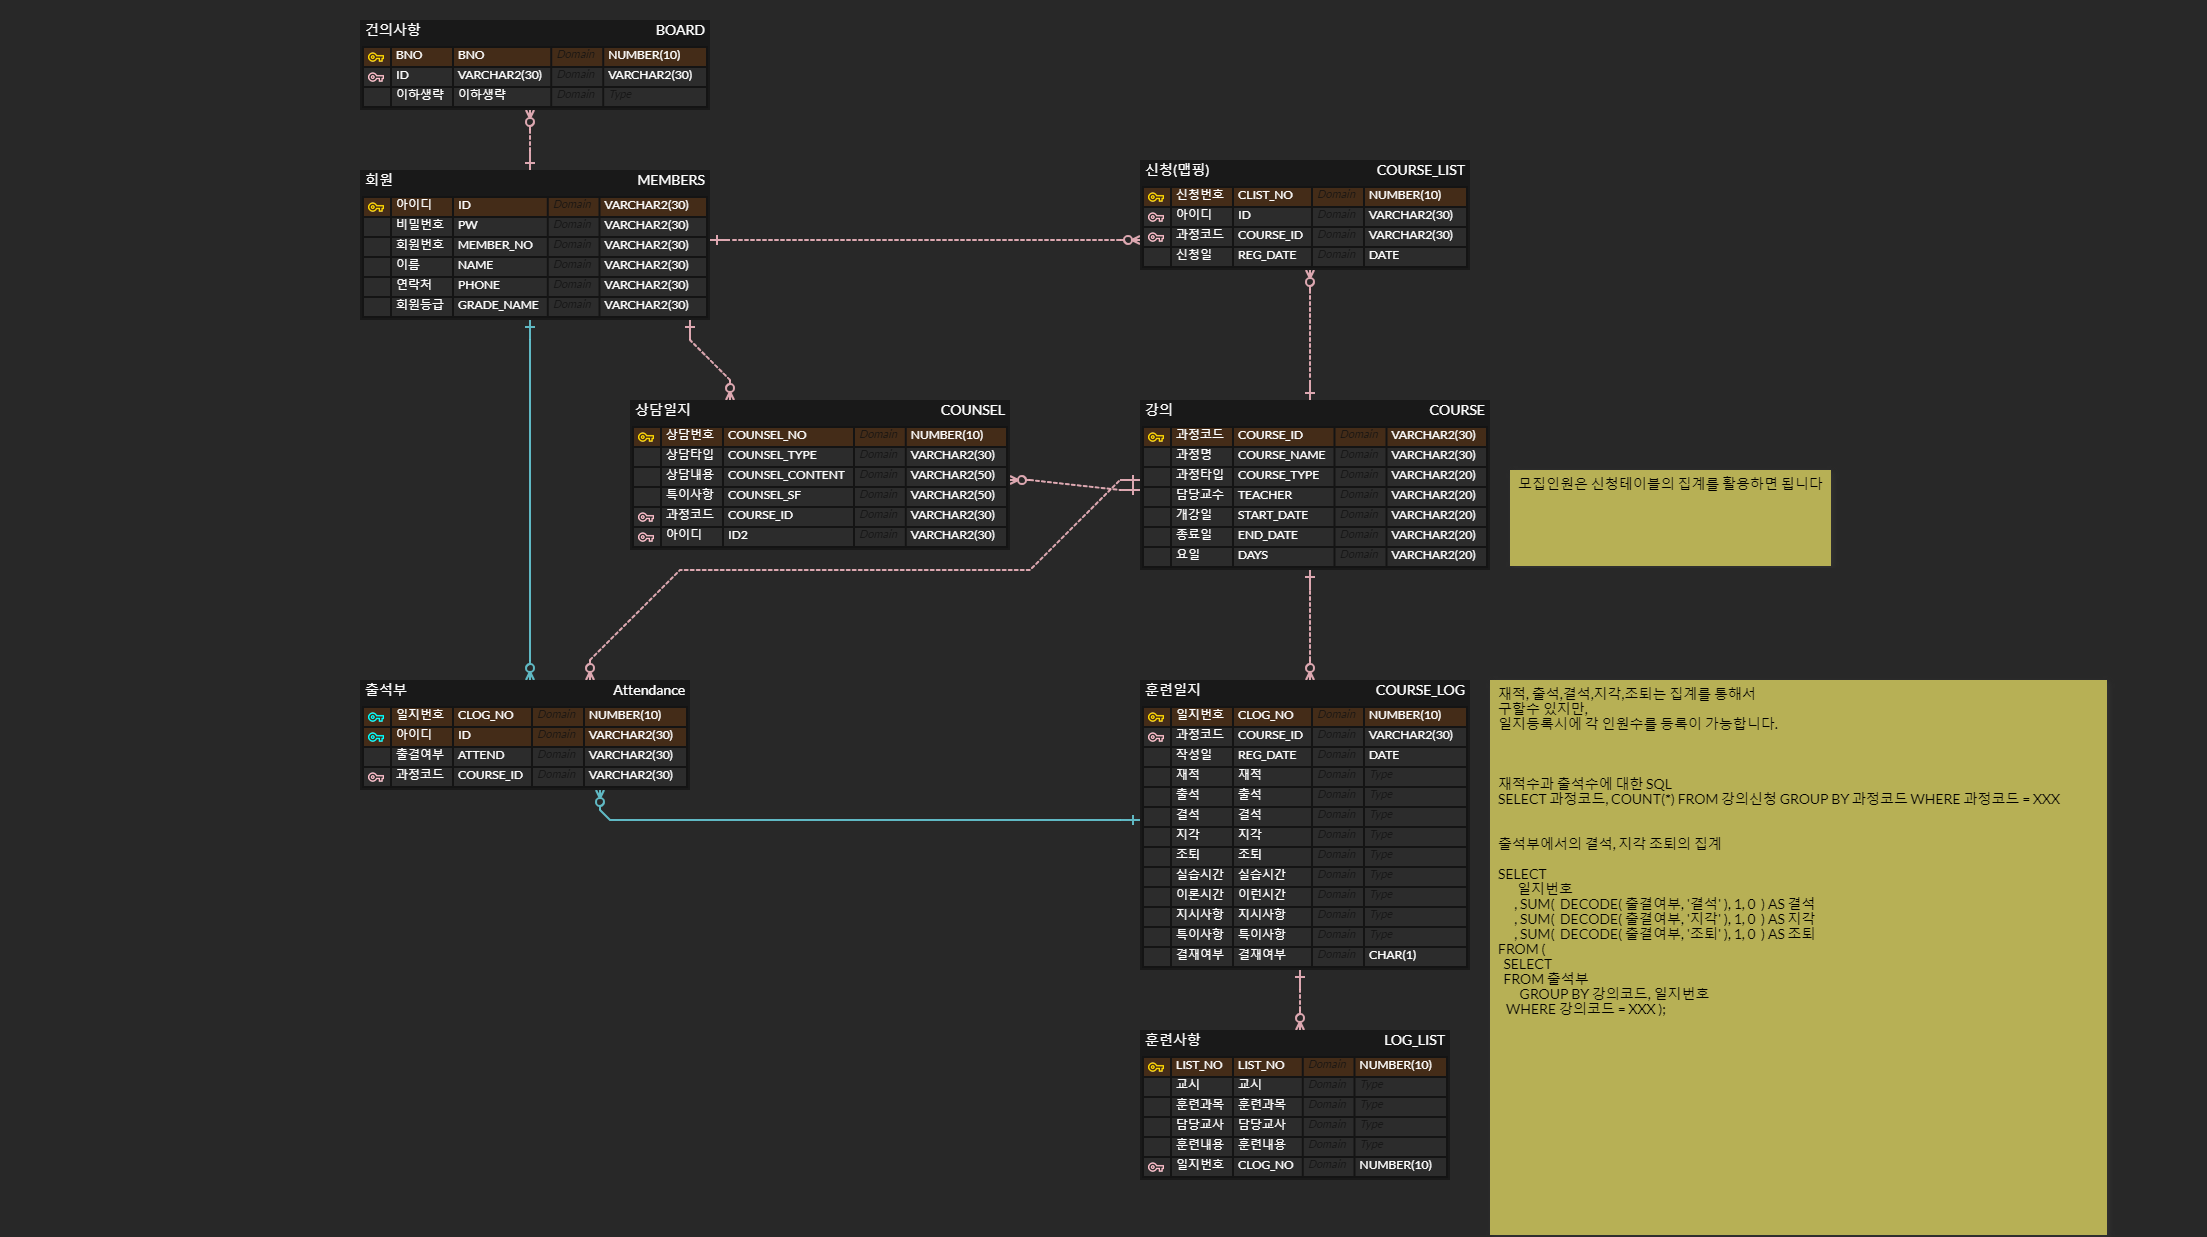 건의사항 BOARD
BNO BNO Domain NUMBER(10)
ID VARCHAR2(30) Domain VARCHAR2(30)
이하생략 이하생략 Domain Type
회원 MEMBERS
아이디 ID Domain VARCHAR2(30)
비밀번호 PW Domain VARCHAR2(30)
회원번호 MEMBER_NO Domain VARCHAR2(30)
이름 NAME Domain VARCHAR2(30)
연락처 PHONE Domain VARCHAR2(30)
회원등급 GRADE_NAME Domain VARCHAR2(30)
신청(맵핑) COURSE_LIST
신청번호 CLIST_NO Domain NUMBER(10)
아이디 ID Domain VARCHAR2(30)
과정코드 COURSE_ID Domain VARCHAR2(30)
신청일 REG_DATE Domain DATE
상담일지 COUNSEL
상담번호 COUNSEL_NO Domain NUMBER(10)
상담타입 COUNSEL_TYPE Domain VARCHAR2(30)
상담내용 COUNSEL_CONTENT Domain VARCHAR2(50)
특이사항 COUNSEL_SF Domain VARCHAR2(50)
과정코드 COURSE_ID Domain VARCHAR2(30)
아이디 ID2 Domain VARCHAR2(30)
강의 COURSE
과정코드 COURSE_ID Domain VARCHAR2(30)
과정명 COURSE_NAME Domain VARCHAR2(30)
과정타입 COURSE_TYPE Domain VARCHAR2(20)
담당교수 TEACHER Domain VARCHAR2(20)
개강일 START_DATE Domain VARCHAR2(20)
종료일 END_DATE Domain VARCHAR2(20)
요일 DAYS Domain VARCHAR2(20)
모집인원은 신청테이블의 집계를 활용하면 됩니다
출석부 Attendance
일지번호 CLOG_NO Domain NUMBER(10)
아이디 ID Domain VARCHAR2(30)
출결여부 ATTEND Domain VARCHAR2(30)
과정코드 COURSE_ID Domain VARCHAR2(30)
훈련일지 COURSE_LOG
일지번호 CLOG_NO Domain NUMBER(10)
과정코드 COURSE_ID Domain VARCHAR2(30)
작성일 REG_DATE Domain DATE
재적 재적 Domain Type
출석 출석 Domain Type
결석 결석 Domain Type
지각 지각 Domain Type
조퇴 조퇴 Domain Type
실습시간 실습시간 Domain Type
이론시간 이런시간 Domain Type
지시사항 지시사항 Domain Type
특이사항 특이사항 Domain Type
결재여부 결재여부 Domain CHAR(1)
재적, 출석,결석,지각,조퇴는 집계를 통해서
구할수 있지만,
일지등록시에 각 인원수를 등록이 가능합니다.
재적수과 출석수에 대한 SQL
SELECT 과정코드, COUNT(*) FROM 강의신청 GROUP BY 과정코드 WHERE 과정코드 = XXX
출석부에서의 결석, 지각 조퇴의 집계
SELECT
일지번호
, SUM( DECODE( 출결여부, '결석' ), 1, 0 ) AS 결석
, SUM( DECODE( 출결여부, '지각' ), 1, 0 ) AS 지각
, SUM( DECODE( 출결여부, '조퇴' ), 1, 0 ) AS 조퇴
FROM (
SELECT
FROM 출석부
GROUP BY 강의코드, 일지번호
WHERE 강의코드 = XXX );
훈련사항 LOG_LIST
LIST_NO LIST_NO Domain NUMBER(10)
교시 교시 Domain Type
훈련과목 훈련과목 Domain Type
담당교사 담당교사 Domain Type
훈련내용 훈련내용 Domain Type
일지번호 CLOG_NO Domain NUMBER(10)